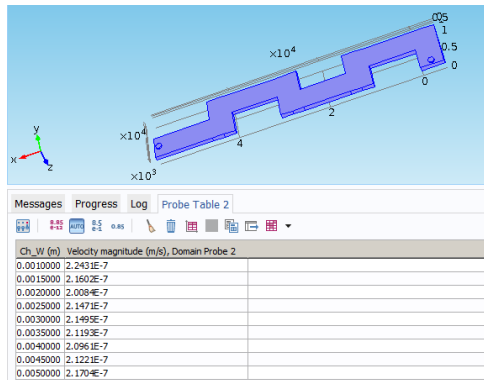 0.5
1
×10⁴
0.5
0
0
2
×10⁴
4
y
x
z
×10³
Messages Progress Log Probe Table 2
8.85 e-12 AUTO 8.5 e-1 0.85
Ch_W (m) Velocity magnitude (m/s), Domain Probe 2
0.0010000 2.2431E-7
0.0015000 2.1602E-7
0.0020000 2.0084E-7
0.0025000 2.1471E-7
0.0030000 2.1495E-7
0.0035000 2.1193E-7
0.0040000 2.0961E-7
0.0045000 2.1221E-7
0.0050000 2.1704E-7